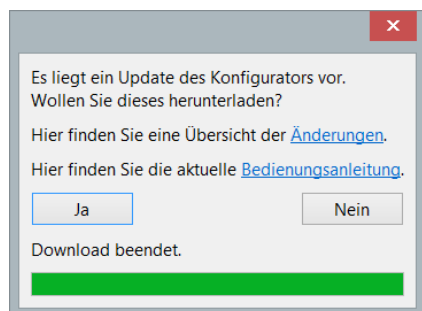 Es liegt ein Update des Konfigurators vor.
Wollen Sie dieses herunterladen?
Hier finden Sie eine Übersicht der Änderungen.
Hier finden Sie die aktuelle Bedienungsanleitung.
Ja Nein
Download beendet.